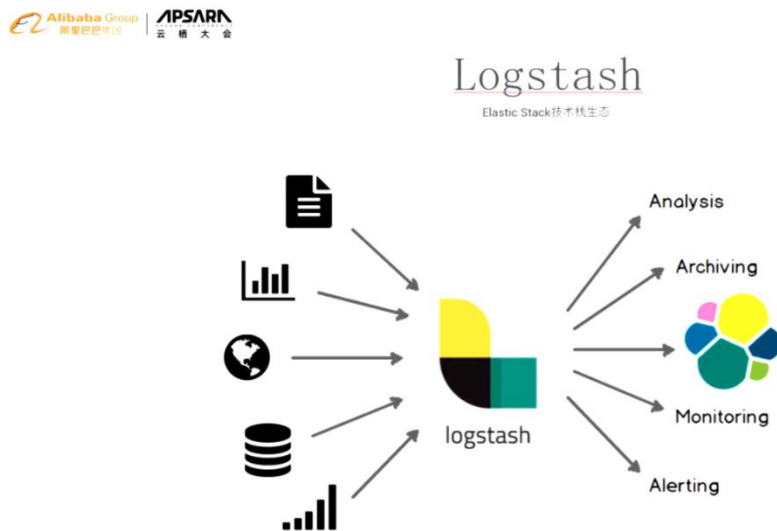 Alibaba Group
阿里巴巴集团
APSARA
云栖大会
Logstash
Elastic Stack技术栈生态
Analysis
Archiving
logstash
Monitoring
Alerting